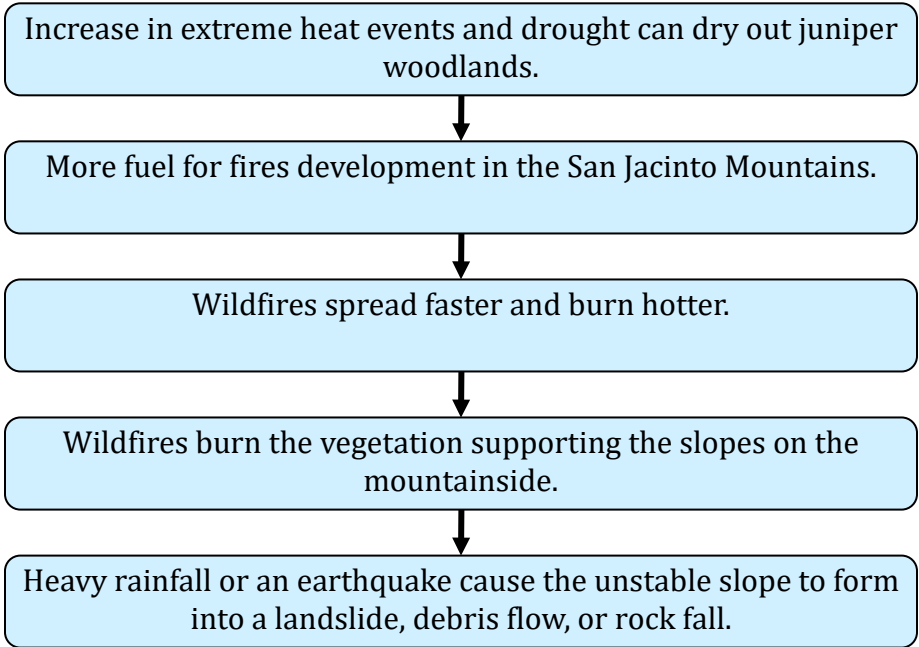 Increase in extreme heat events and drought can dry out juniper
woodlands.
More fuel for fires development in the San Jacinto Mountains.
Wildfires spread faster and burn hotter.
Wildfires burn the vegetation supporting the slopes on the
mountainside.
Heavy rainfall or an earthquake cause the unstable slope to form
into a landslide, debris flow, or rock fall.